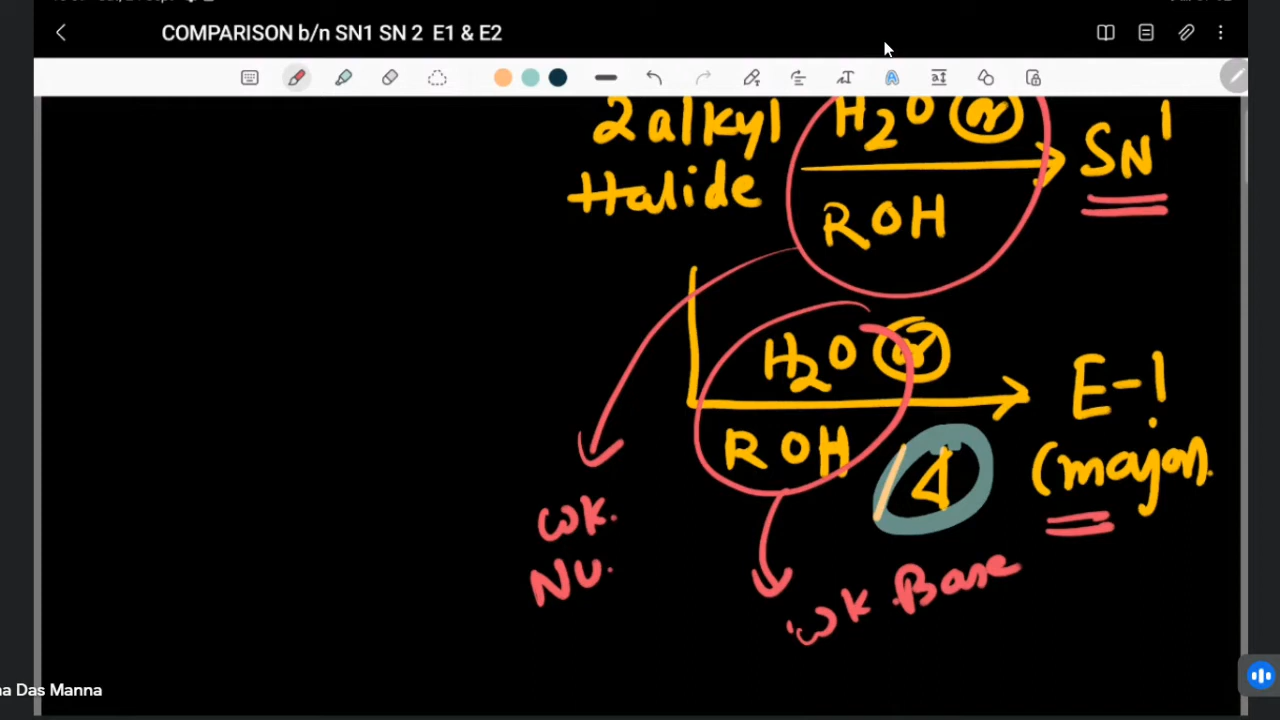 COMPARISON b/n SN1 SN 2 E1 & E2
2 alkyl
Halide
H2O or
ROH
SN1
H2O or
ROH / Δ
E-1
(major).
wk.
Nu.
wk Base
na Das Manna